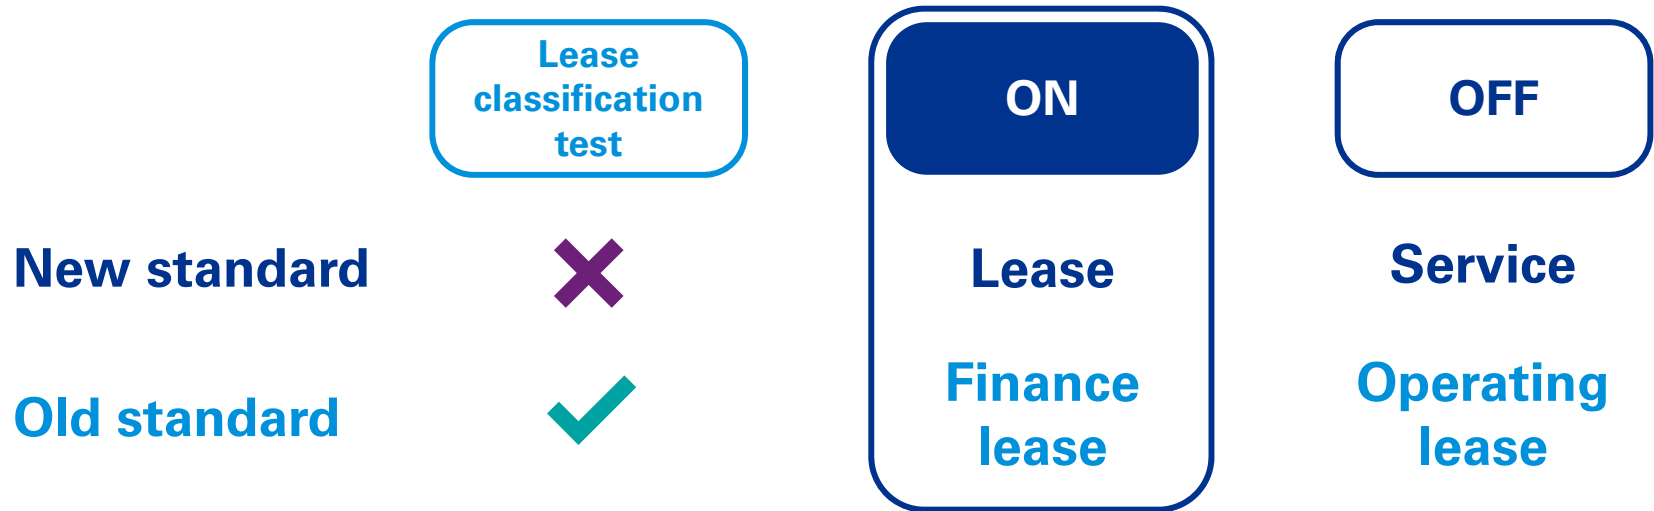 Lease
classification
test
ON
OFF
New standard
Lease
Service
Old standard
Finance
lease
Operating
lease